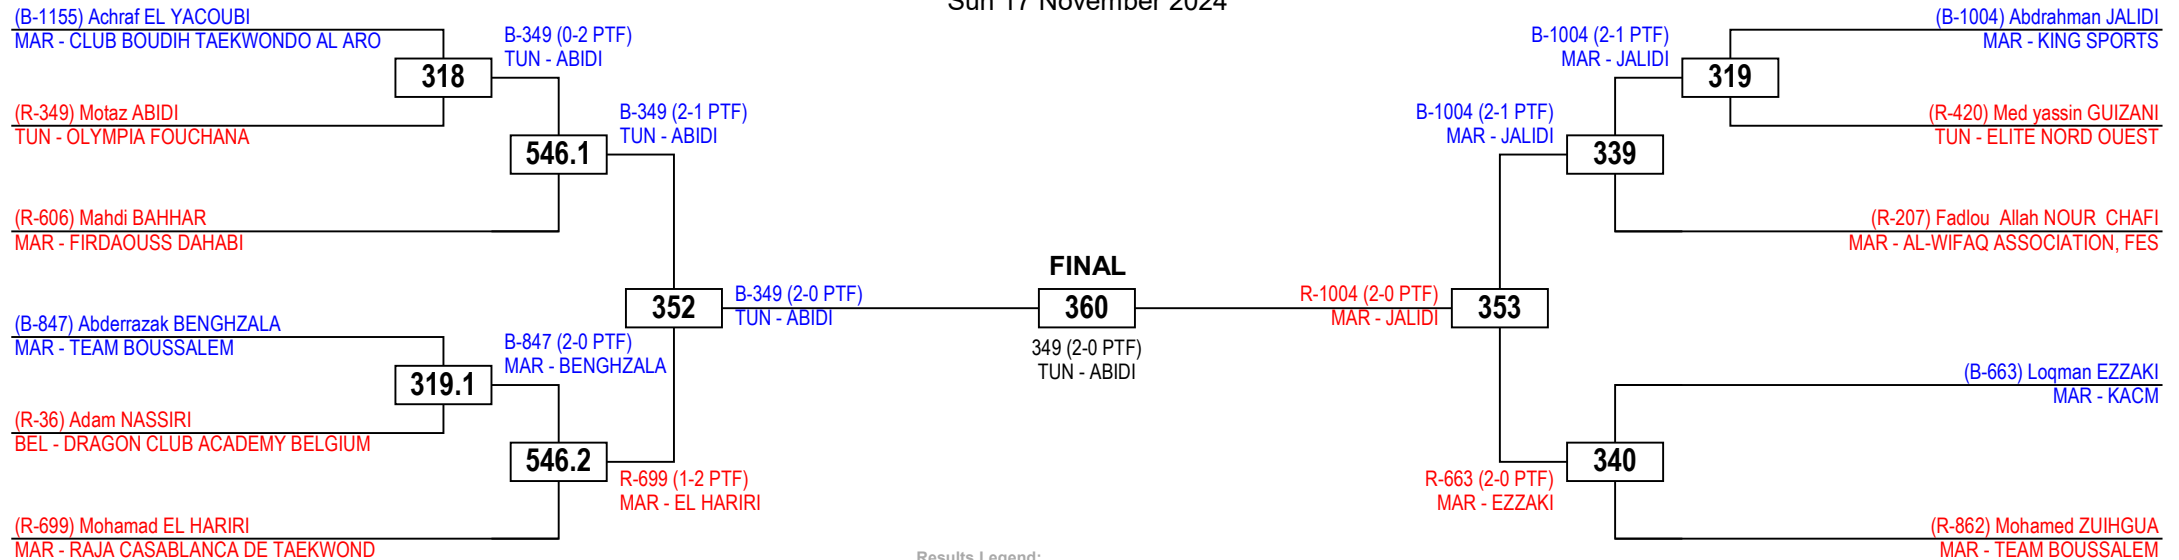 Sun 17 November 2024
(B-1155) Achraf EL YACOUBI
MAR - CLUB BOUDIH TAEKWONDO AL ARO
318
(R-349) Motaz ABIDI
TUN - OLYMPIA FOUCHANA
B-349 (0-2 PTF)
TUN - ABIDI
546.1
(R-606) Mahdi BAHHAR
MAR - FIRDAOUSS DAHABI
B-349 (2-1 PTF)
TUN - ABIDI
(B-847) Abderrazak BENGHZALA
MAR - TEAM BOUSSALEM
319.1
(R-36) Adam NASSIRI
BEL - DRAGON CLUB ACADEMY BELGIUM
B-847 (2-0 PTF)
MAR - BENGHZALA
546.2
(R-699) Mohamad EL HARIRI
MAR - RAJA CASABLANCA DE TAEKWOND
R-699 (1-2 PTF)
MAR - EL HARIRI
352
B-349 (2-0 PTF)
TUN - ABIDI
FINAL
360
349 (2-0 PTF)
TUN - ABIDI
R-1004 (2-0 PTF)
MAR - JALIDI
353
B-1004 (2-1 PTF)
MAR - JALIDI
339
B-1004 (2-1 PTF)
MAR - JALIDI
319
(B-1004) Abdrahman JALIDI
MAR - KING SPORTS
(R-420) Med yassin GUIZANI
TUN - ELITE NORD OUEST
(R-207) Fadlou  Allah NOUR  CHAFI
MAR - AL-WIFAQ ASSOCIATION, FES
R-663 (2-0 PTF)
MAR - EZZAKI
340
(B-663) Loqman EZZAKI
MAR - KACM
(R-862) Mohamed ZUIHGUA
MAR - TEAM BOUSSALEM
Results Legend: